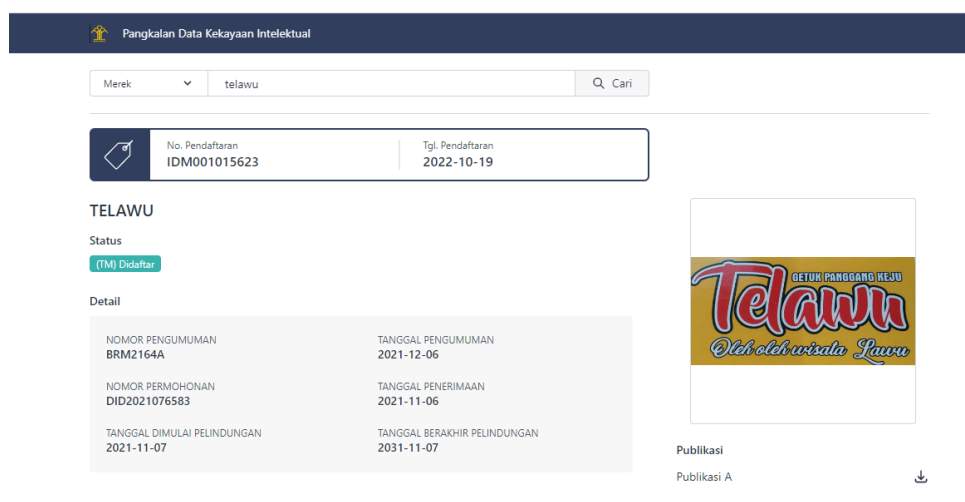 Pangkalan Data Kekayaan Intelektual
Merek telawu Cari
No. Pendaftaran Tgl. Pendaftaran
IDM001015623 2022-10-19
TELAWU
Status
(TM) Didaftar
Detail
NOMOR PENGUMUMAN TANGGAL PENGUMUMAN
BRM2164A 2021-12-06
NOMOR PERMOHONAN TANGGAL PENERIMAAN
DID2021076583 2021-11-06
TANGGAL DIMULAI PELINDUNGAN TANGGAL BERAKHIR PELINDUNGAN
2021-11-07 2031-11-07
GETUK PANGGANG KEJU
Telawu
Oleh oleh wisata Lawu
Publikasi
Publikasi A